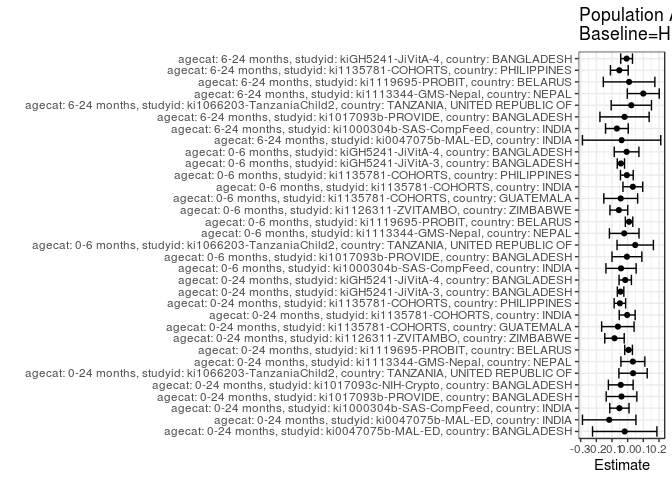 Population A
Baseline=H
agecat: 6-24 months, studyid: kiGH5241-JiVitA-4, country: BANGLADESH
agecat: 6-24 months, studyid: ki1135781-COHORTS, country: PHILIPPINES
agecat: 6-24 months, studyid: ki1119695-PROBIT, country: BELARUS
agecat: 6-24 months, studyid: ki1113344-GMS-Nepal, country: NEPAL
agecat: 6-24 months, studyid: ki1066203-TanzaniaChild2, country: TANZANIA, UNITED REPUBLIC OF
agecat: 6-24 months, studyid: ki1017093b-PROVIDE, country: BANGLADESH
agecat: 6-24 months, studyid: ki1000304b-SAS-CompFeed, country: INDIA
agecat: 6-24 months, studyid: ki0047075b-MAL-ED, country: INDIA
agecat: 0-6 months, studyid: kiGH5241-JiVitA-4, country: BANGLADESH
agecat: 0-6 months, studyid: kiGH5241-JiVitA-3, country: BANGLADESH
agecat: 0-6 months, studyid: ki1135781-COHORTS, country: PHILIPPINES
agecat: 0-6 months, studyid: ki1135781-COHORTS, country: INDIA
agecat: 0-6 months, studyid: ki1135781-COHORTS, country: GUATEMALA
agecat: 0-6 months, studyid: ki1126311-ZVITAMBO, country: ZIMBABWE
agecat: 0-6 months, studyid: ki1119695-PROBIT, country: BELARUS
agecat: 0-6 months, studyid: ki1113344-GMS-Nepal, country: NEPAL
agecat: 0-6 months, studyid: ki1066203-TanzaniaChild2, country: TANZANIA, UNITED REPUBLIC OF
agecat: 0-6 months, studyid: ki1017093b-PROVIDE, country: BANGLADESH
agecat: 0-6 months, studyid: ki1000304b-SAS-CompFeed, country: INDIA
agecat: 0-24 months, studyid: kiGH5241-JiVitA-4, country: BANGLADESH
agecat: 0-24 months, studyid: kiGH5241-JiVitA-3, country: BANGLADESH
agecat: 0-24 months, studyid: ki1135781-COHORTS, country: PHILIPPINES
agecat: 0-24 months, studyid: ki1135781-COHORTS, country: INDIA
agecat: 0-24 months, studyid: ki1135781-COHORTS, country: GUATEMALA
agecat: 0-24 months, studyid: ki1126311-ZVITAMBO, country: ZIMBABWE
agecat: 0-24 months, studyid: ki1119695-PROBIT, country: BELARUS
agecat: 0-24 months, studyid: ki1113344-GMS-Nepal, country: NEPAL
agecat: 0-24 months, studyid: ki1066203-TanzaniaChild2, country: TANZANIA, UNITED REPUBLIC OF
agecat: 0-24 months, studyid: ki1017093c-NIH-Crypto, country: BANGLADESH
agecat: 0-24 months, studyid: ki1017093b-PROVIDE, country: BANGLADESH
agecat: 0-24 months, studyid: ki1000304b-SAS-CompFeed, country: INDIA
agecat: 0-24 months, studyid: ki0047075b-MAL-ED, country: INDIA
agecat: 0-24 months, studyid: ki0047075b-MAL-ED, country: BANGLADESH
-0.3-0.2-0.1 0.0 0.1 0.2
Estimate